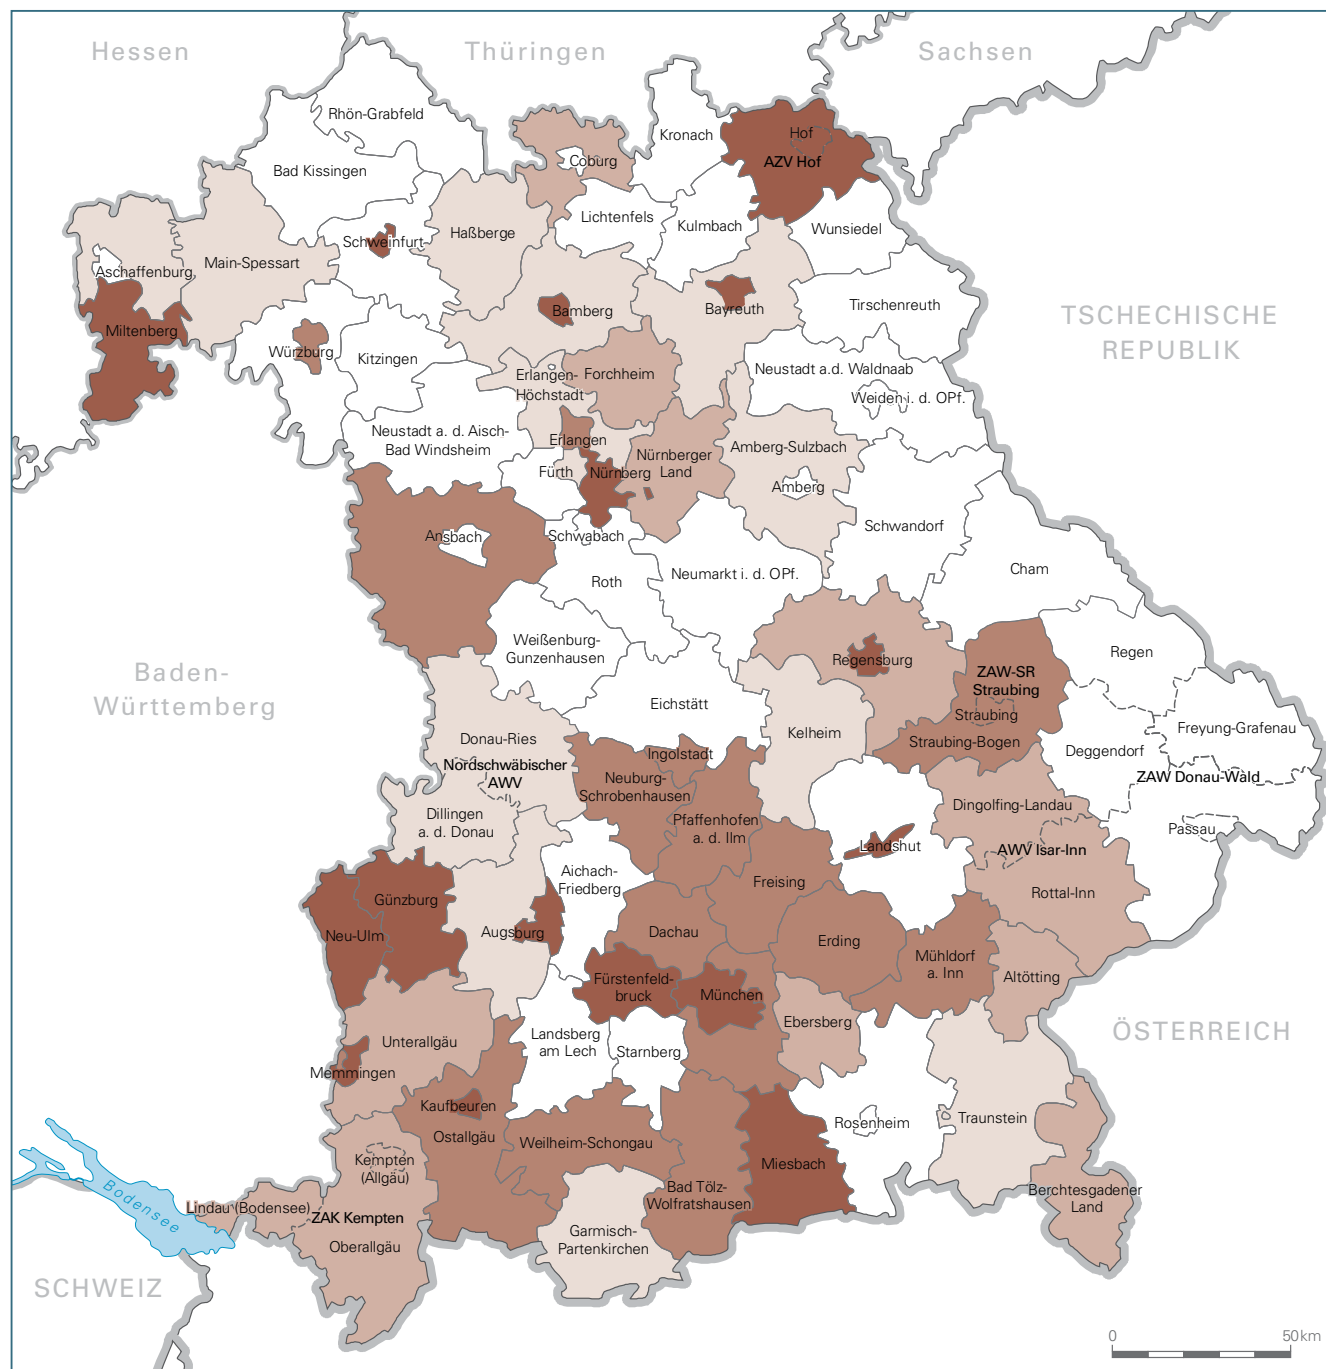 Hessen
Thüringen
Sachsen
Rhön-Grabfeld
Kronach
Hof
AZV Hof
Coburg
Bad Kissingen
Lichtenfels
Kulmbach
Wunsiedel
Schweinfurt
Haßberge
Aschaffenburg
Main-Spessart
Tirschenreuth
Bayreuth
Bamberg
TSCHECHISCHE
REPUBLIK
Miltenberg
Würzburg
Kitzingen
Erlangen-
Höchstadt
Forchheim
Neustadt a.d. Waldnaab
Weiden i. d. OPf.
Neustadt a. d. Aisch-
Bad Windsheim
Erlangen
Nürnberger
Land
Amberg-Sulzbach
Fürth
Nürnberg
Amberg
Schwandorf
Ansbach
Schwabach
Roth
Neumarkt i. d. OPf.
Cham
Weißenburg-
Gunzenhausen
Regensburg
ZAW-SR
Straubing
Straubing
Straubing-Bogen
Regen
Baden-
Württemberg
Eichstätt
Kelheim
Freyung-Grafenau
Deggendorf
ZAW Donau-Wald
Donau-Ries
Nordschwäbischer
AWV
Ingolstadt
Neuburg-
Schrobenhausen
Dillingen
a. d. Donau
Pfaffenhofen
a. d. Ilm
Dingolfing-Landau
Passau
Landshut
AWV Isar-Inn
Rottal-Inn
Aichach-
Friedberg
Freising
Günzburg
Neu-Ulm
Augsburg
Dachau
Erding
Mühldorf
a. Inn
Altötting
Fürstenfeld-
bruck
München
Ebersberg
ÖSTERREICH
Unterallgäu
Landsberg
am Lech
Starnberg
Memmingen
Kaufbeuren
Ostallgäu
Weilheim-Schongau
Rosenheim
Traunstein
Kempten
(Allgäu)
Miesbach
Bad Tölz-
Wolfratshausen
Berchtesgadener
Land
Bodensee
Lindau (Bodensee)
ZAK Kempten
Oberallgäu
Garmisch-
Partenkirchen
SCHWEIZ
0
50 km